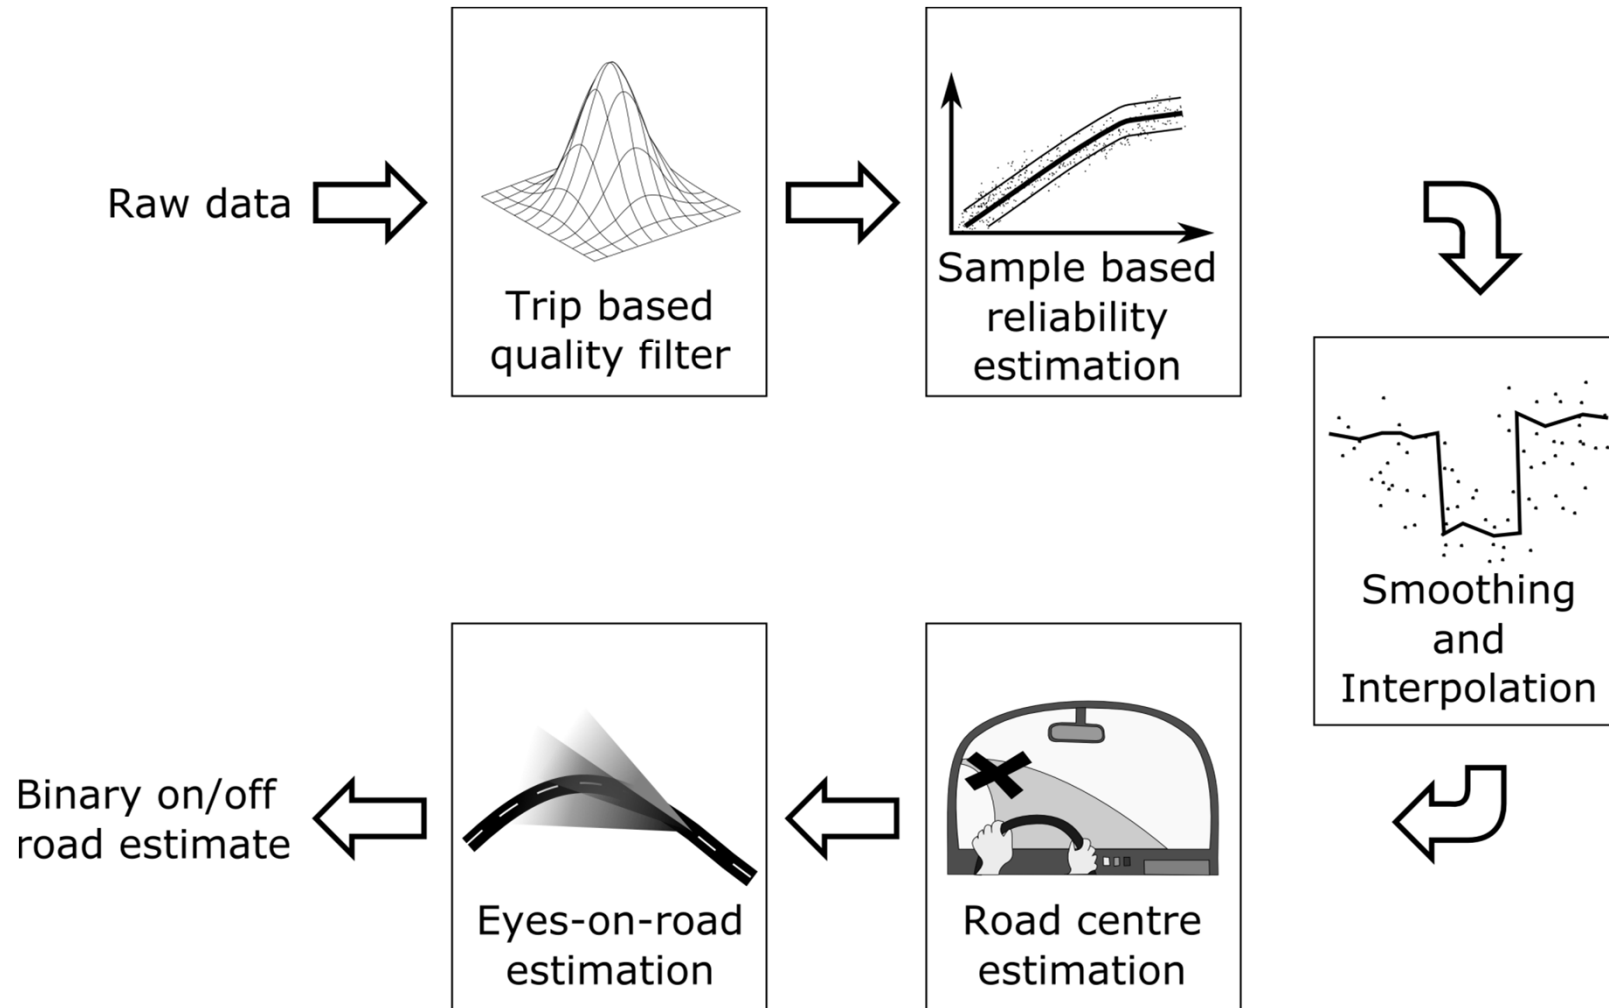 Raw data
Trip based
quality filter
Sample based
reliability
estimation
Smoothing
and
Interpolation
Road centre
estimation
Eyes-on-road
estimation
Binary on/off
road estimate